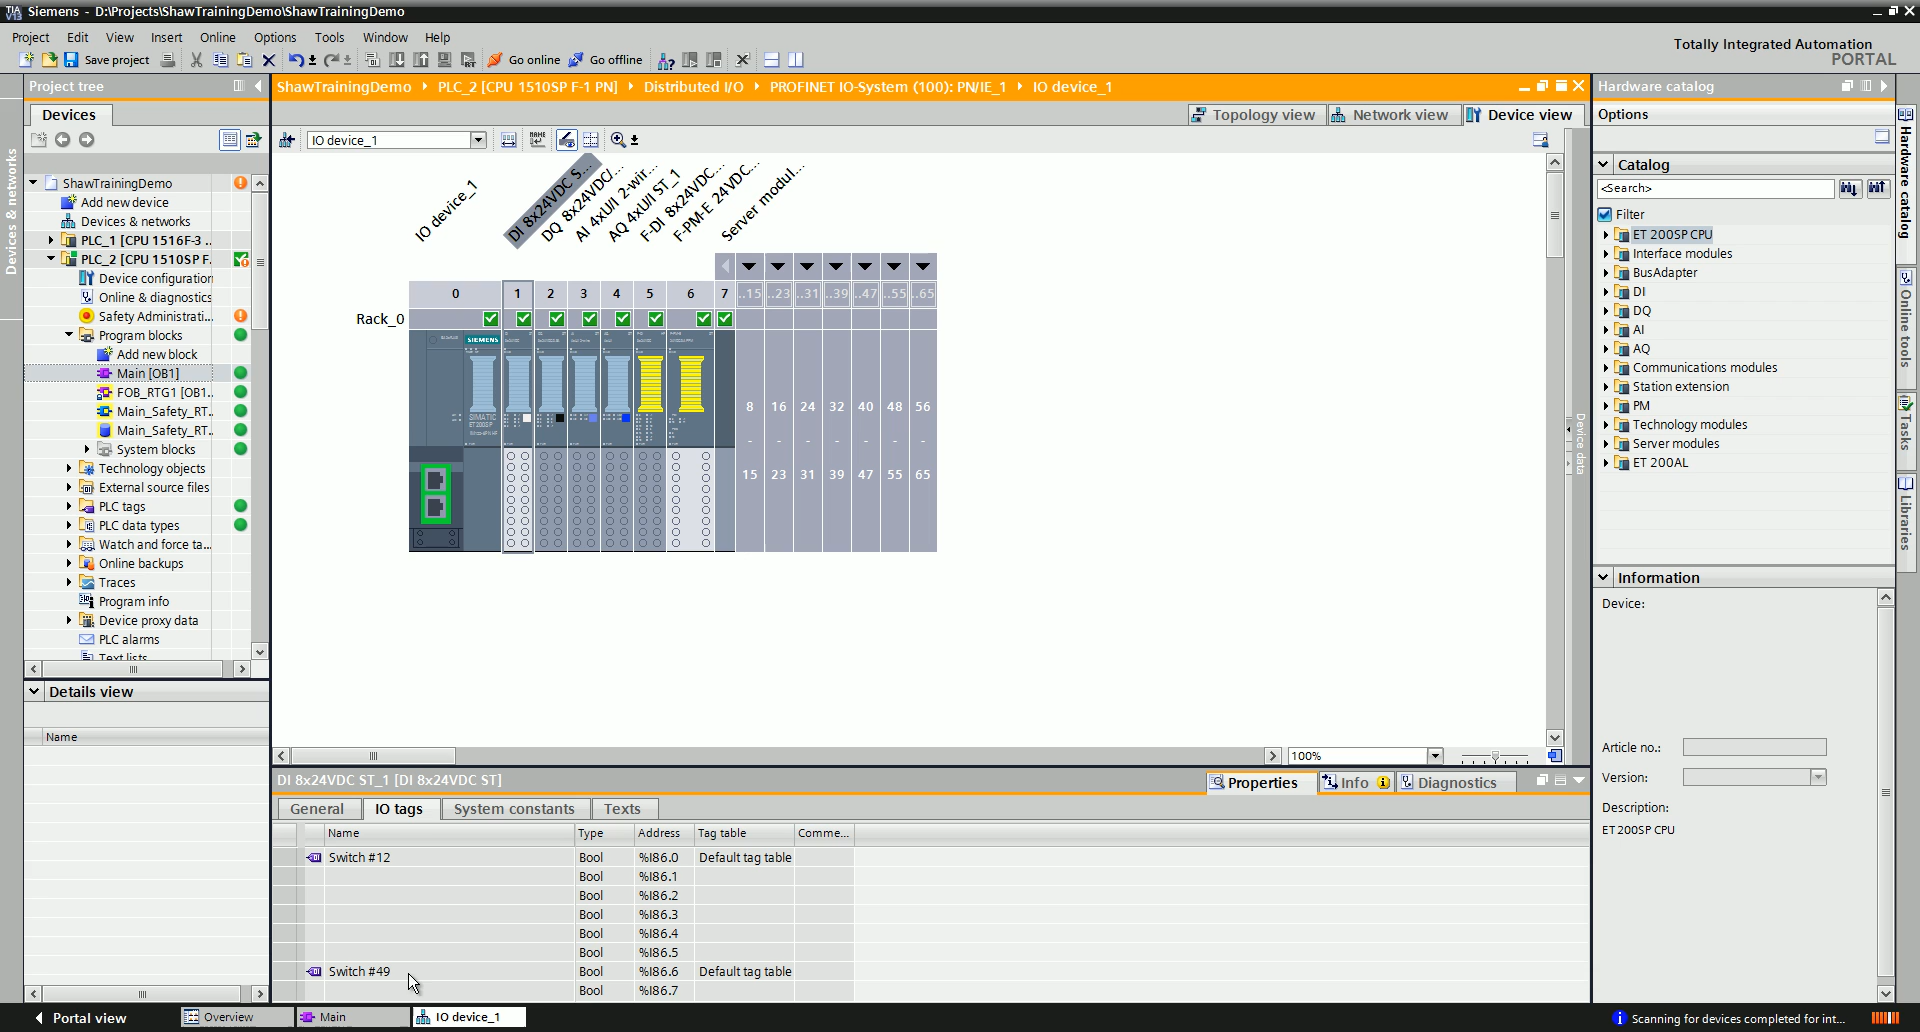 Siemens - D:\Projects\ShawTrainingDemo\ShawTrainingDemo
Project Edit View Insert Online Options Tools Window Help
Totally Integrated Automation
PORTAL
Save project
Go online
Go offline
Project tree
ShawTrainingDemo
PLC_2 [CPU 1510SP F-1 PN]
Distributed I/O
PROFINET IO-System (100): PN/IE_1
IO device_1
Hardware catalog
Devices
Topology view
Network view
Device view
Options
IO device_1
Devices & networks
ShawTrainingDemo
Add new device
Devices & networks
PLC_1 [CPU 1516F-3 ..
PLC_2 [CPU 1510SP F.
Device configuration
Online & diagnostics
Safety Administrati...
Program blocks
Add new block
Main [OB1]
FOB_RTG1 [OB1..
Main_Safety_RT..
Main_Safety_RT..
System blocks
Technology objects
External source files
PLC tags
PLC data types
Watch and force ta...
Online backups
Traces
Program info
Device proxy data
PLC alarms
Text lists
Details view
Name
IO device_1
DI 8x24VDC S...
DQ 8x24VDC/...
AI 4xU/I 2-wir...
AQ 4xU/I ST_1
F-DI 8x24VDC...
F-PM-E 24VDC...
Server modul...
0 1 2 3 4 5 6 7 ..15 ..23 ..31 ..39 ..47 ..55 ..65
Rack_0
SIEMENS
SIMATIC
ET 200SP
8 16 24 32 40 48 56
- - - - - - -
15 23 31 39 47 55 65
Device data
100%
Catalog
<Search>
Filter
ET 200SP CPU
Interface modules
BusAdapter
DI
DQ
AI
AQ
Communications modules
Station extension
PM
Technology modules
Server modules
ET 200AL
Information
Device:
Article no.:
Version:
Description:
ET 200SP CPU
Hardware catalog
Online tools
Tasks
Libraries
DI 8x24VDC ST_1 [DI 8x24VDC ST]
Properties
Info
Diagnostics
General
IO tags
System constants
Texts
Name Type Address Tag table Comme...
Switch #12 Bool %I86.0 Default tag table
Bool %I86.1
Bool %I86.2
Bool %I86.3
Bool %I86.4
Bool %I86.5
Switch #49 Bool %I86.6 Default tag table
Bool %I86.7
Portal view
Overview
Main
IO device_1
Scanning for devices completed for int...